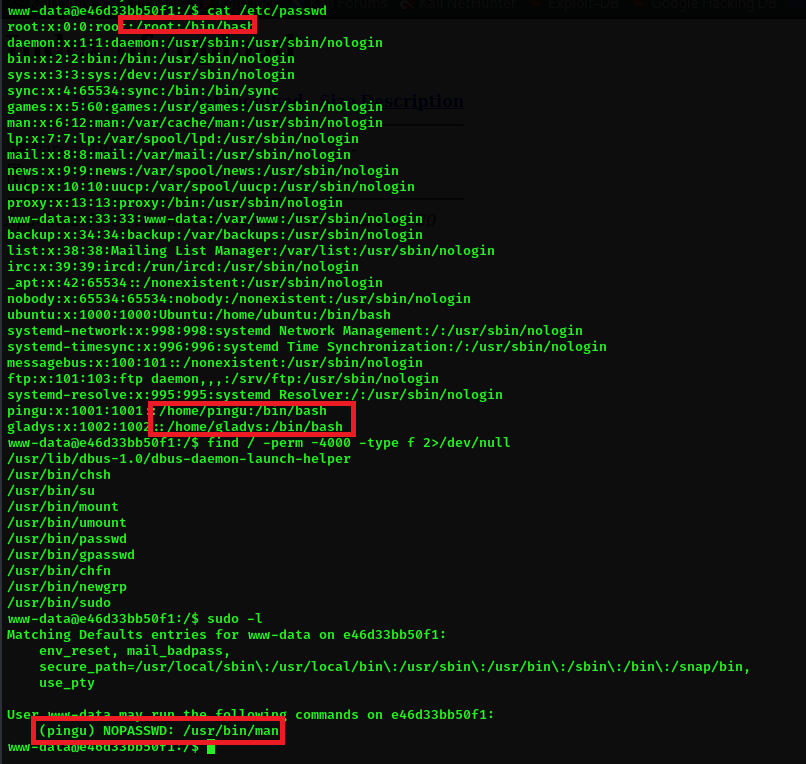 Forums Kali NetHunter Exploit-DB Google Hacking DB
www-data@e46d33bb50f1:/$ cat /etc/passwd
root:x:0:0:root:/root:/bin/bash
daemon:x:1:1:daemon:/usr/sbin:/usr/sbin/nologin
bin:x:2:2:bin:/bin:/usr/sbin/nologin
sys:x:3:3:sys:/dev:/usr/sbin/nologin
sync:x:4:65534:sync:/bin:/bin/sync
games:x:5:60:games:/usr/games:/usr/sbin/nologin
man:x:6:12:man:/var/cache/man:/usr/sbin/nologin
lp:x:7:7:lp:/var/spool/lpd:/usr/sbin/nologin
mail:x:8:8:mail:/var/mail:/usr/sbin/nologin
news:x:9:9:news:/var/spool/news:/usr/sbin/nologin
uucp:x:10:10:uucp:/var/spool/uucp:/usr/sbin/nologin
proxy:x:13:13:proxy:/bin:/usr/sbin/nologin
www-data:x:33:33:www-data:/var/www:/usr/sbin/nologin
backup:x:34:34:backup:/var/backups:/usr/sbin/nologin
list:x:38:38:Mailing List Manager:/var/list:/usr/sbin/nologin
irc:x:39:39:ircd:/run/ircd:/usr/sbin/nologin
_apt:x:42:65534::/nonexistent:/usr/sbin/nologin
nobody:x:65534:65534:nobody:/nonexistent:/usr/sbin/nologin
ubuntu:x:1000:1000:Ubuntu:/home/ubuntu:/bin/bash
systemd-network:x:998:998:systemd Network Management:/:/usr/sbin/nologin
systemd-timesync:x:996:996:systemd Time Synchronization:/:/usr/sbin/nologin
messagebus:x:100:101::/nonexistent:/usr/sbin/nologin
ftp:x:101:103:ftp daemon,,,:/srv/ftp:/usr/sbin/nologin
systemd-resolve:x:995:995:systemd Resolver:/:/usr/sbin/nologin
pingu:x:1001:1001::/home/pingu:/bin/bash
gladys:x:1002:1002::/home/gladys:/bin/bash
www-data@e46d33bb50f1:/$ find / -perm -4000 -type f 2>/dev/null
/usr/lib/dbus-1.0/dbus-daemon-launch-helper
/usr/bin/chsh
/usr/bin/su
/usr/bin/mount
/usr/bin/umount
/usr/bin/passwd
/usr/bin/gpasswd
/usr/bin/chfn
/usr/bin/newgrp
/usr/bin/sudo
www-data@e46d33bb50f1:/$ sudo -l
Matching Defaults entries for www-data on e46d33bb50f1:
env_reset, mail_badpass,
secure_path=/usr/local/sbin\:/usr/local/bin\:/usr/sbin\:/usr/bin\:/sbin\:/bin\:/snap/bin,
use_pty
User www-data may run the following commands on e46d33bb50f1:
(pingu) NOPASSWD: /usr/bin/man
www-data@e46d33bb50f1:/$